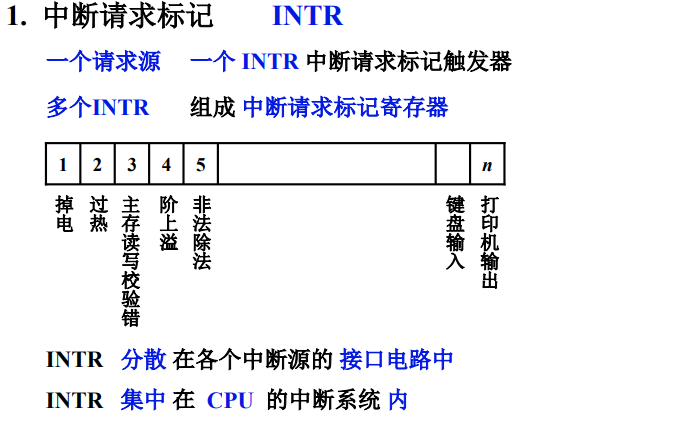 1. 中断请求标记 INTR
一个请求源 一个 INTR 中断请求标记触发器
多个INTR 组成 中断请求标记寄存器
1 2 3 4 5 n
掉电
过热
主存读写校验错
阶上溢
非法除法
键盘输入
打印机输出
INTR 分散 在各个中断源的 接口电路中
INTR 集中 在 CPU 的中断系统 内